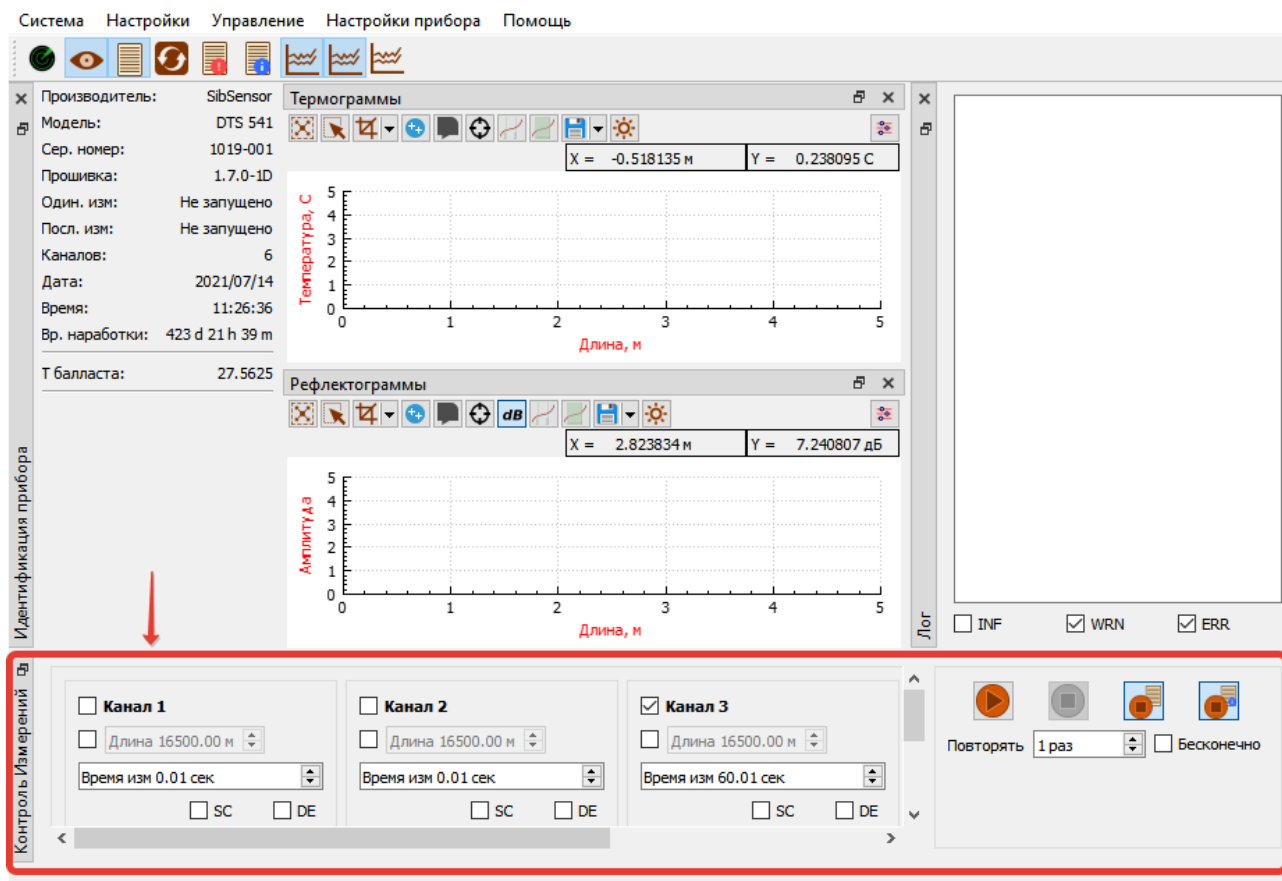 Система Настройки Управление Настройки прибора Помощь
Производитель: SibSensor
Модель: DTS 541
Сер. номер: 1019-001
Прошивка: 1.7.0-1D
Один. изм: Не запущено
Посл. изм: Не запущено
Каналов: 6
Дата: 2021/07/14
Время: 11:26:36
Вр. наработки: 423 d 21 h 39 m
T балласта: 27.5625
Идентификация прибора
Термограммы
X = -0.518135 м Y = 0.238095 C
Температура, C
5
4
3
2
1
0
0 1 2 3 4 5
Длина, м
Рефлектограммы
dB
X = 2.823834 м Y = 7.240807 дБ
Амплитуда
5
4
3
2
1
0
0 1 2 3 4 5
Длина, м
Лог
INF WRN ERR
Контроль Измерений
Канал 1 Канал 2 Канал 3
Длина 16500.00 м Длина 16500.00 м Длина 16500.00 м
Время изм 0.01 сек Время изм 0.01 сек Время изм 60.01 сек
SC DE SC DE SC DE
Повторять 1 раз Бесконечно